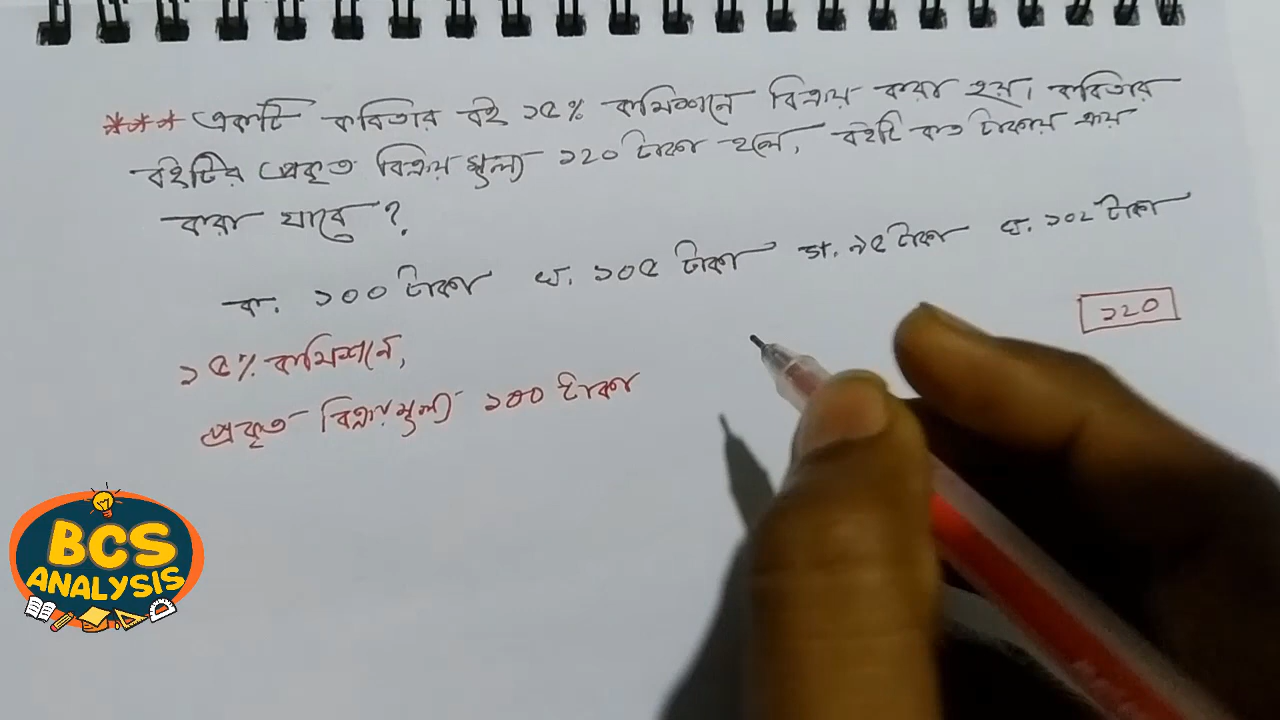 *** একটি কবিতার বই ১৫% কমিশনে বিক্রয় করা হয়। কবিতার
বইটির প্রকৃত বিক্রয় মূল্য ১২০ টাকা হলে, বইটি কত টাকায় ক্রয়
করা যাবে?
ক. ১০০ টাকা খ. ১০৫ টাকা গ. ৯৫ টাকা ঘ. ১০২ টাকা
১২০
১৫% কমিশনে,
প্রকৃত বিক্রয়মূল্য ১০০ টাকা
BCS
ANALYSIS